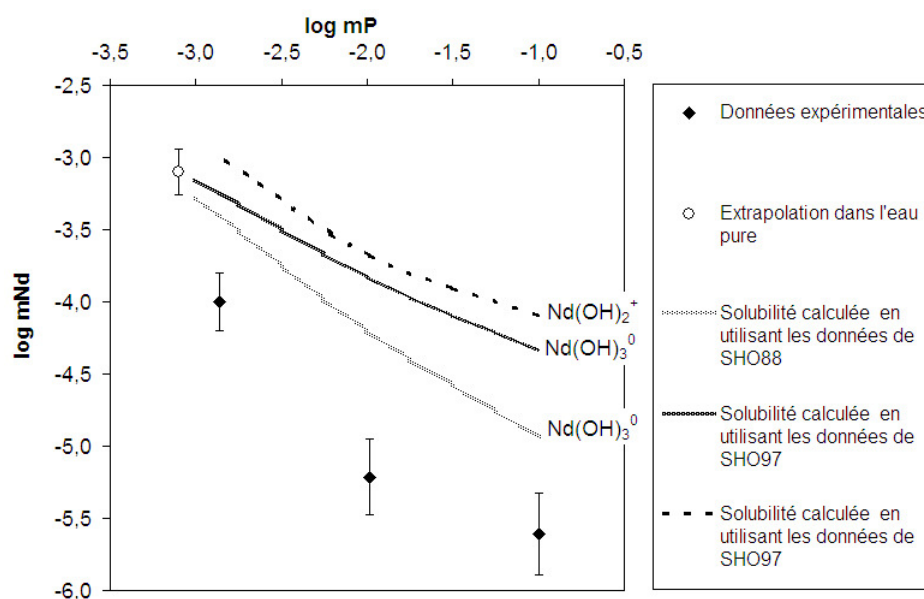 log mP
-3,5 -3,0 -2,5 -2,0 -1,5 -1,0 -0,5
-2,5
-3,0
-3,5
-4,0
-4,5
-5,0
-5,5
-6,0
log mNd
Nd(OH)₂⁺
Nd(OH)₃⁰
Nd(OH)₃⁰
Données expérimentales
Extrapolation dans l'eau
pure
Solubilité calculée en
utilisant les données de
SHO88
Solubilité calculée en
utilisant les données de
SHO97
Solubilité calculée en
utilisant les données de
SHO97